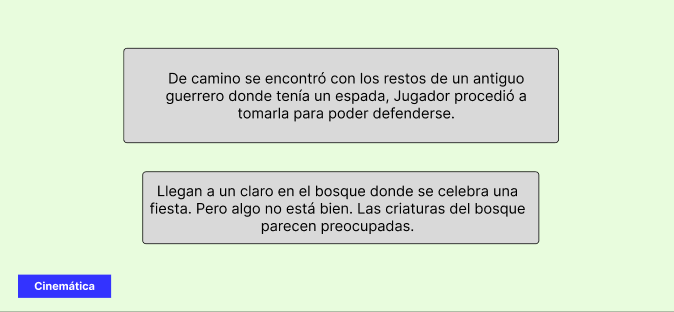 De camino se encontró con los restos de un antiguo
guerrero donde tenía un espada, Jugador procedió a
tomarla para poder defenderse.
Llegan a un claro en el bosque donde se celebra una
fiesta. Pero algo no está bien. Las criaturas del bosque
parecen preocupadas.
Cinemática